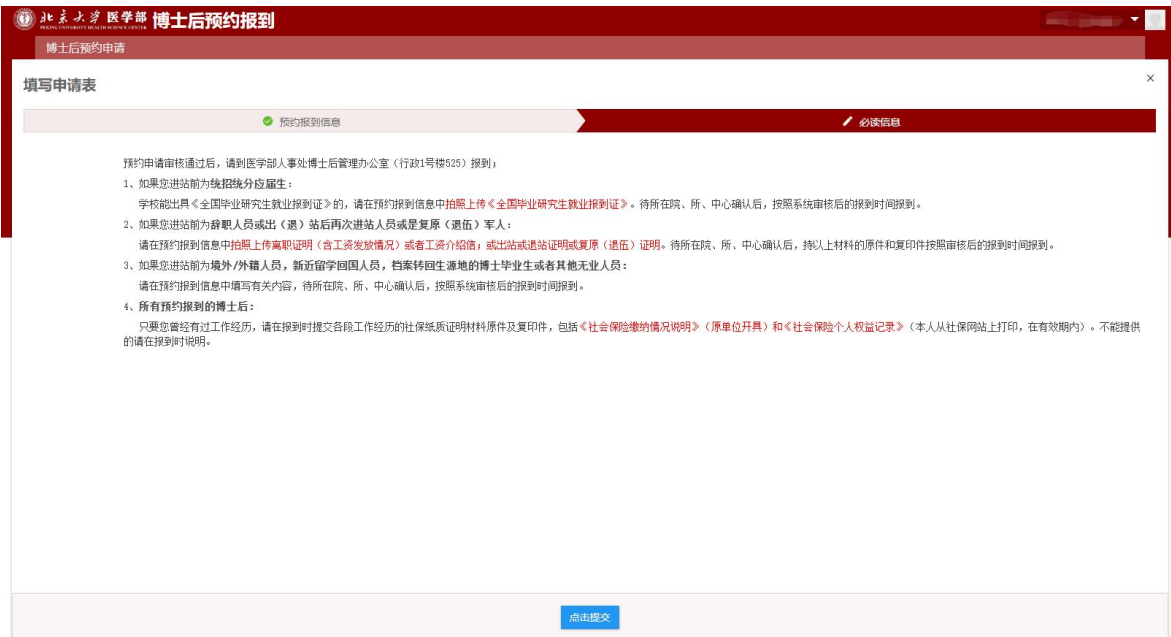 北京大学 医学部 博士后预约报到
PEKING UNIVERSITY HEALTH SCIENCE CENTER
博士后预约申请
填写申请表
×
预约报到信息
必读信息
预约申请审核通过后，请到医学部人事处博士后管理办公室（行政1号楼525）报到；
1、如果您进站前为统招统分应届生：
学校能出具《全国毕业研究生就业报到证》的，请在预约报到信息中拍照上传《全国毕业研究生就业报到证》。待所在院、所、中心确认后，按照系统审核后的报到时间报到。
2、如果您进站前为辞职人员或出（退）站后再次进站人员或是复原（退伍）军人：
请在预约报到信息中拍照上传离职证明（含工资发放情况）或者工资介绍信；或出站或退站证明或复原（退伍）证明。待所在院、所、中心确认后，持以上材料的原件和复印件按照审核后的报到时间报到。
3、如果您进站前为境外/外籍人员，新近留学回国人员，档案转回生源地的博士毕业生或者其他无业人员：
请在预约报到信息中填写有关内容，待所在院、所、中心确认后，按照系统审核后的报到时间报到。
4、所有预约报到的博士后：
只要您曾经有过工作经历，请在报到时提交各段工作经历的社保纸质证明材料原件及复印件，包括《社会保险缴纳情况说明》（原单位开具）和《社会保险个人权益记录》（本人从社保网站上打印，在有效期内）。不能提供
的请在报到时说明。
点击提交